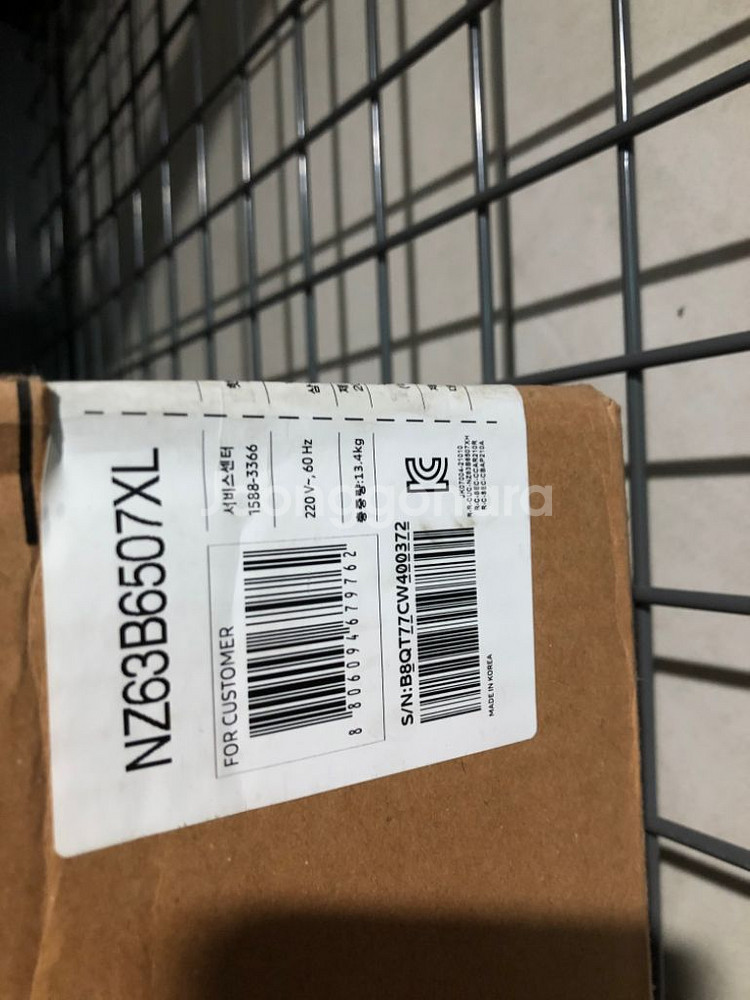 NZ63B6507XL
서비스센터
1588-3366
220 V~, 60 Hz
총중량:13.4kg
FOR CUSTOMER
8 806094 679762
S/N:B8QT77CW400372
MADE IN KOREA
Joonggonara